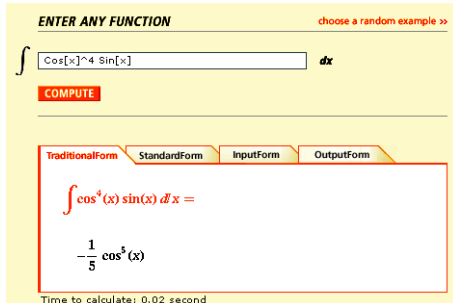 ENTER ANY FUNCTION choose a random example »
∫ Cos[x]^4 Sin[x] dx
COMPUTE
TraditionalForm StandardForm InputForm OutputForm
∫cos⁴(x) sin(x) dx =
-1/5 cos⁵(x)
Time to calculate: 0.02 second